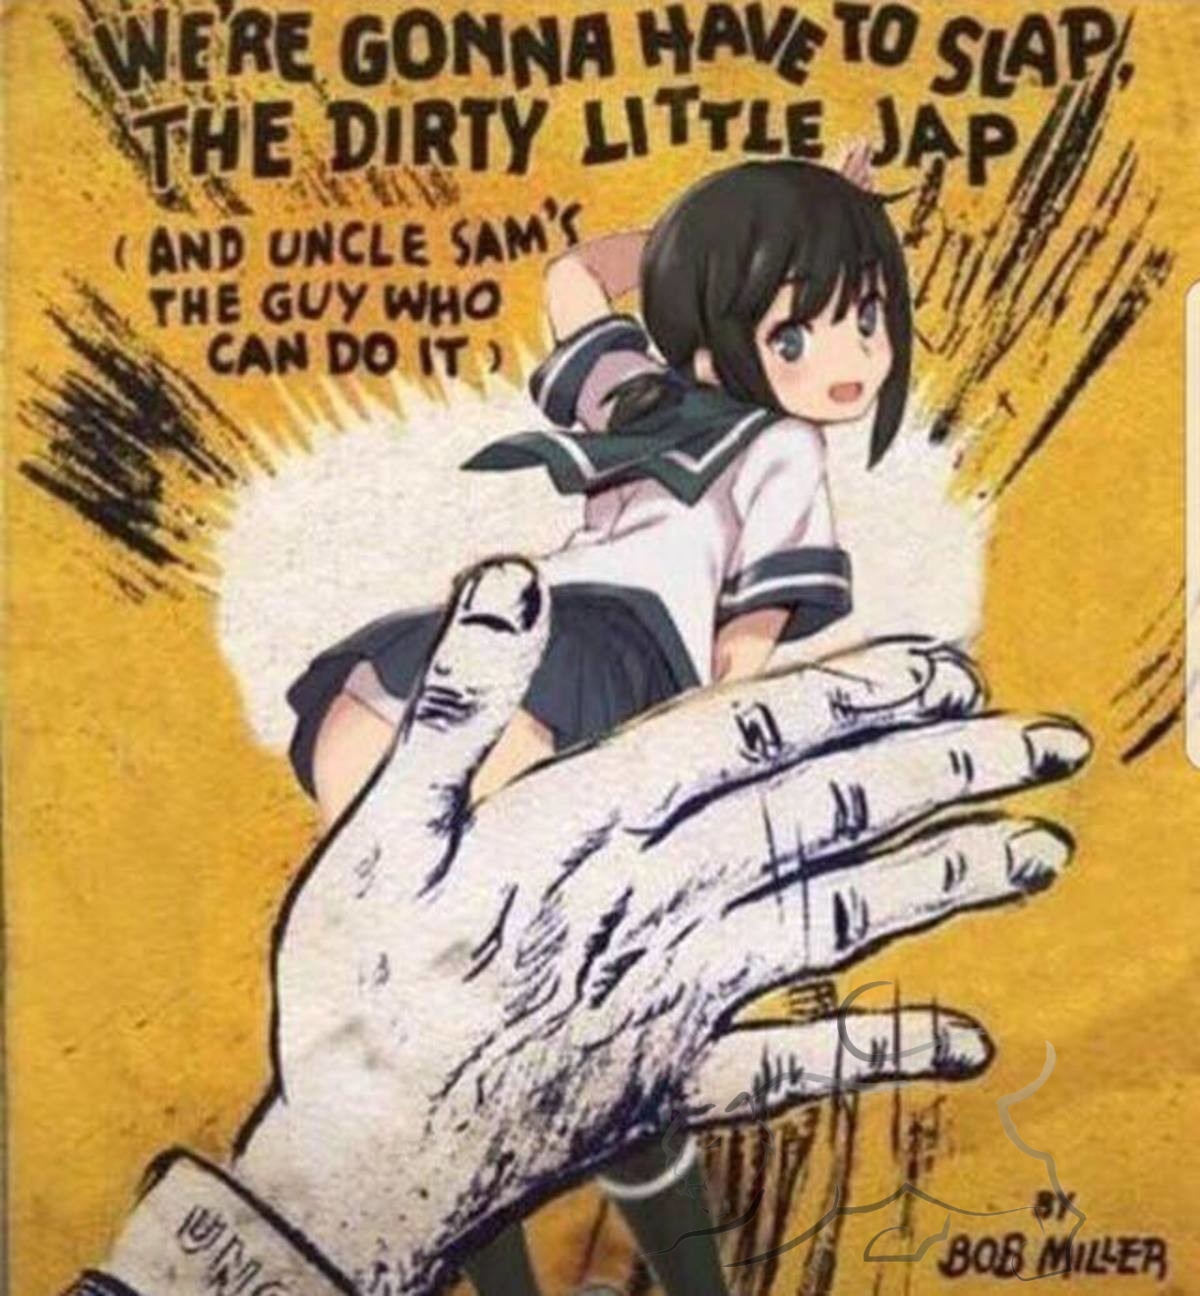 WE'RE GONNA HAVE TO SLAP,
THE DIRTY LITTLE JAP
(AND UNCLE SAM'S
THE GUY WHO
CAN DO IT)
UNC
BY
BOB MILLER